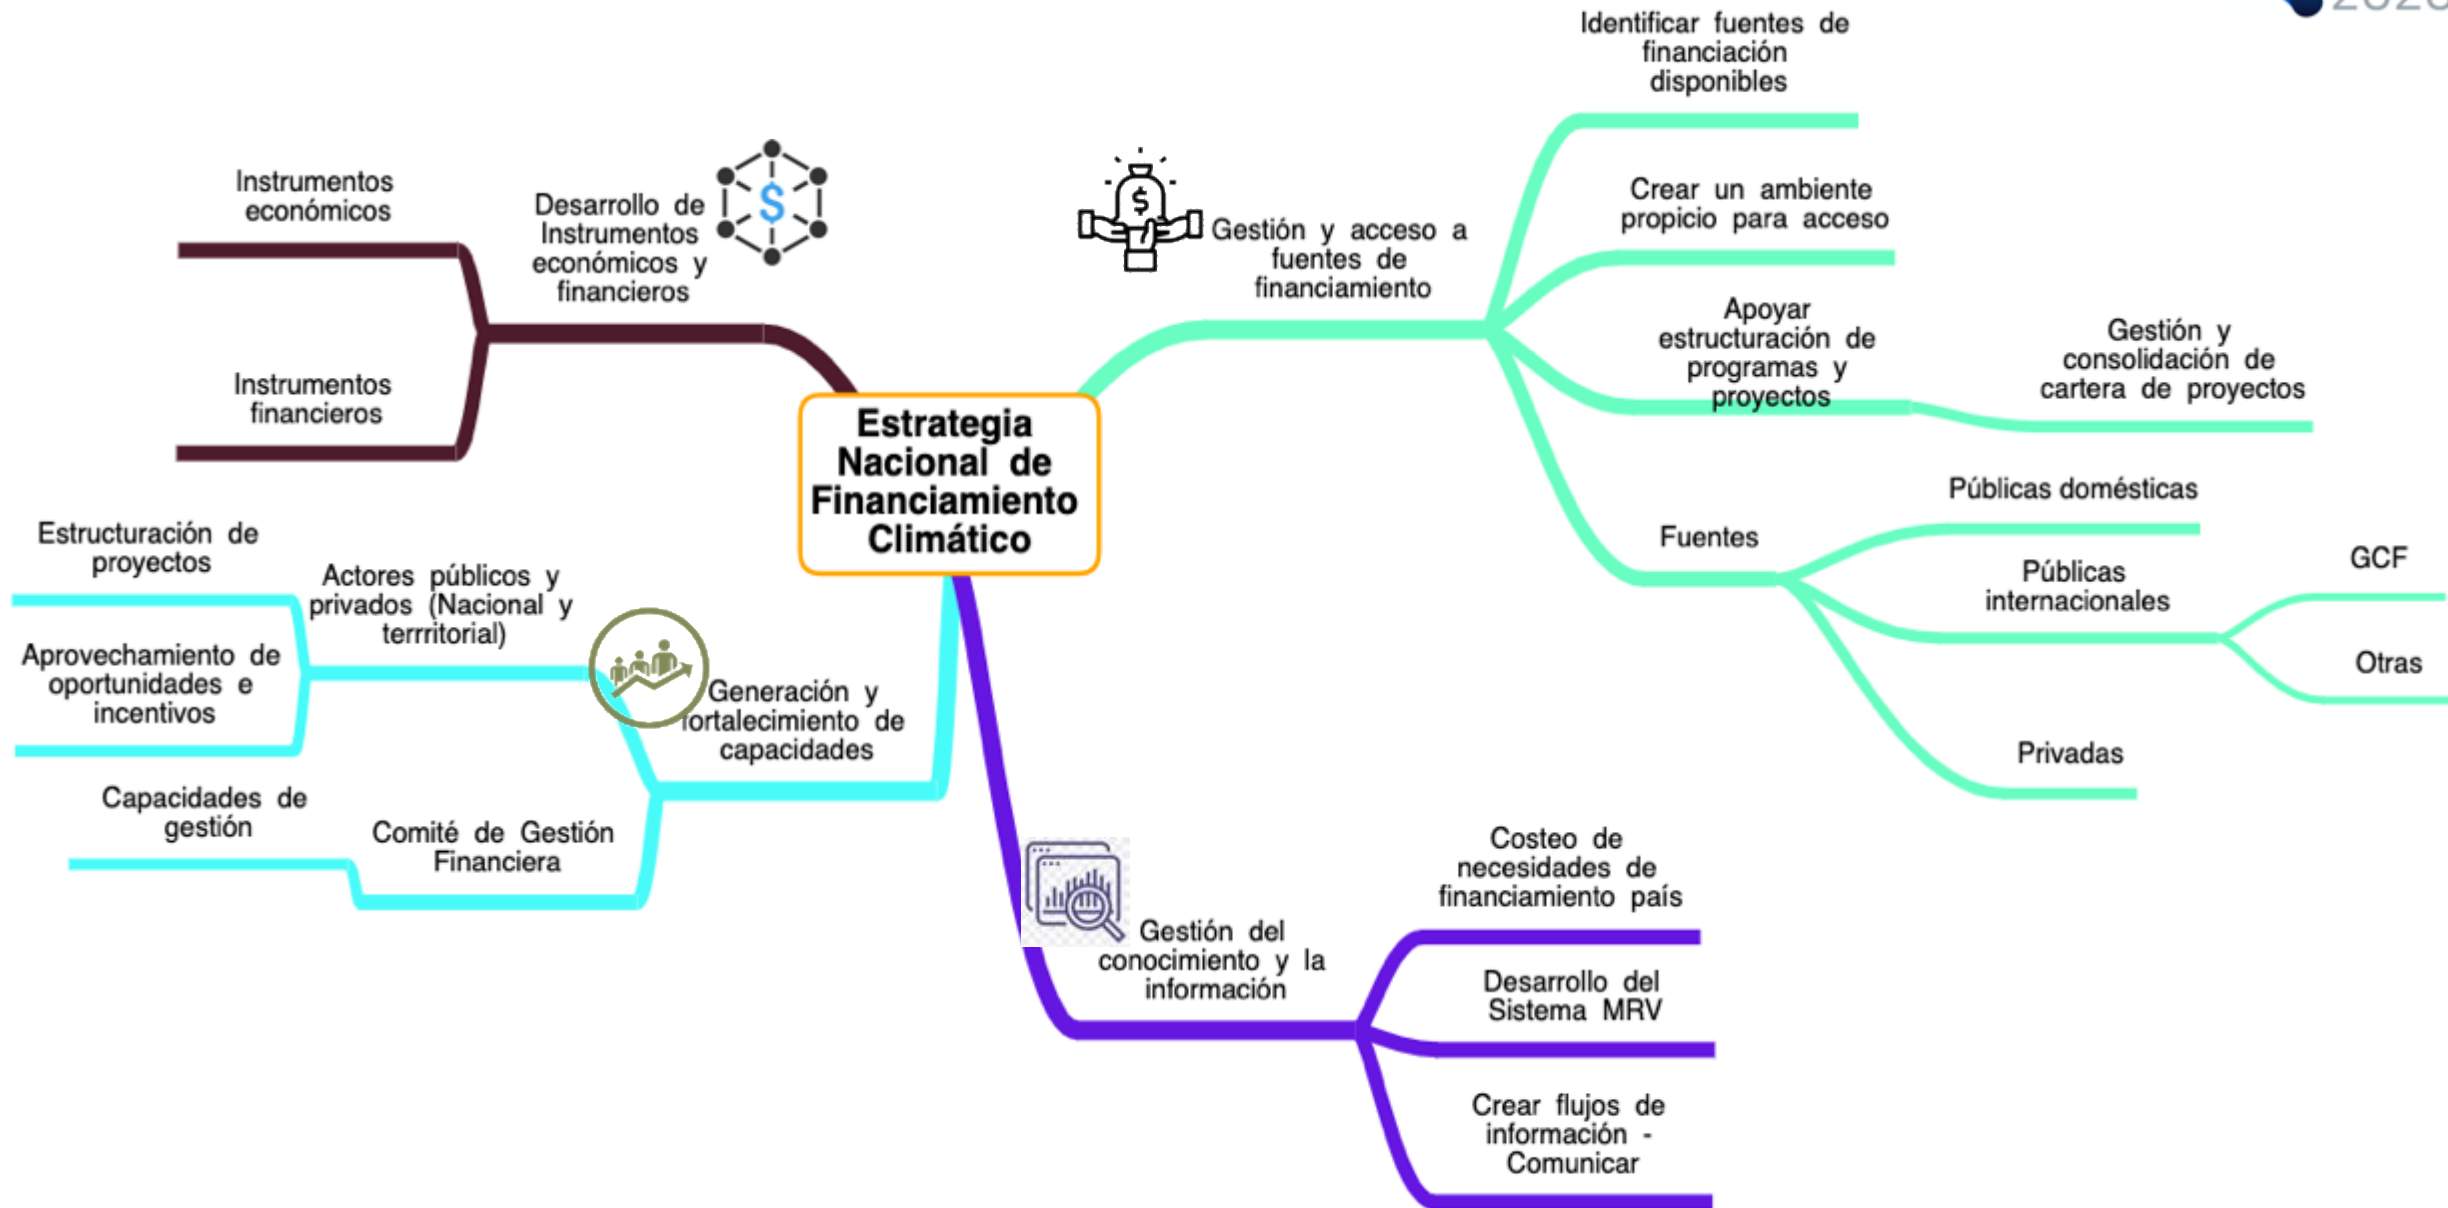 Identificar fuentes de
financiación
disponibles
Crear un ambiente
propicio para acceso
Apoyar
estructuración de
programas y
proyectos
Gestión y
consolidación de
cartera de proyectos
Gestión y acceso a
fuentes de
financiamiento
$
Fuentes
Públicas domésticas
Públicas
internacionales
GCF
Otras
Privadas
Instrumentos
económicos
Instrumentos
financieros
Desarrollo de
Instrumentos
económicos y
financieros
$
Estrategia
Nacional de
Financiamiento
Climático
Estructuración de
proyectos
Aprovechamiento de
oportunidades e
incentivos
Actores públicos y
privados (Nacional y
terrritorial)
Generación y
fortalecimiento de
capacidades
Capacidades de
gestión
Comité de Gestión
Financiera
Gestión del
conocimiento y la
información
Costeo de
necesidades de
financiamiento país
Desarrollo del
Sistema MRV
Crear flujos de
información -
Comunicar